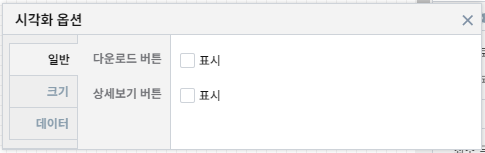 시각화 옵션
일반
다운로드 버튼
표시
크기
상세보기 버튼
표시
데이터